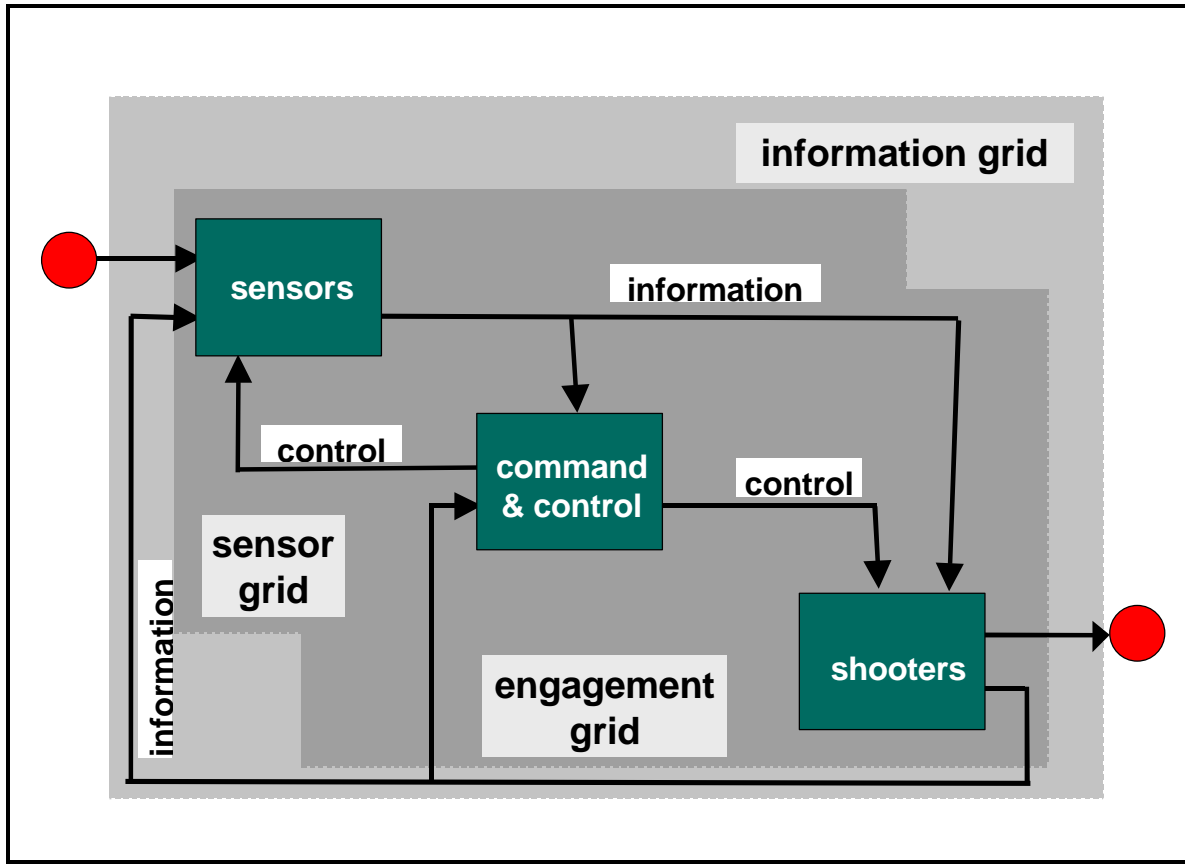 information grid
sensors
information
control
command
& control
control
sensor
grid
information
engagement
grid
shooters